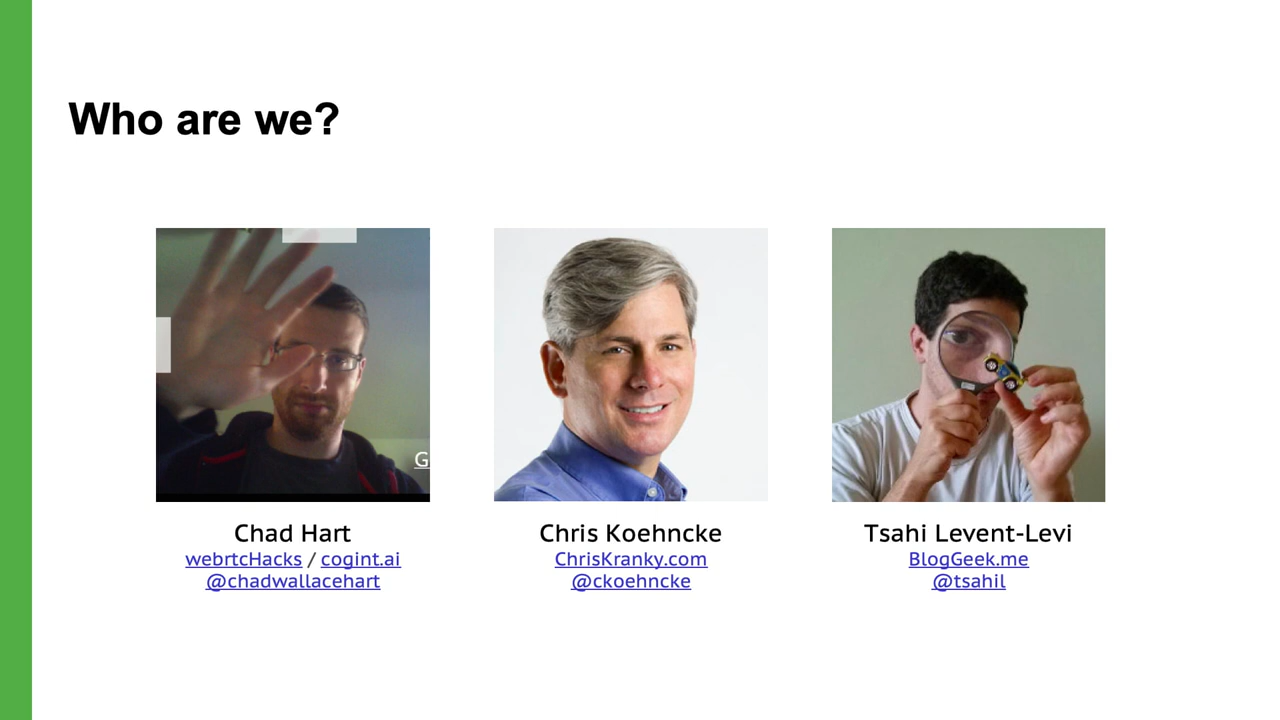 Who are we?
G
Chad Hart
webrtcHacks / cogint.ai
@chadwallacehart
Chris Koehncke
ChrisKranky.com
@ckoehncke
Tsahi Levent-Levi
BlogGeek.me
@tsahil